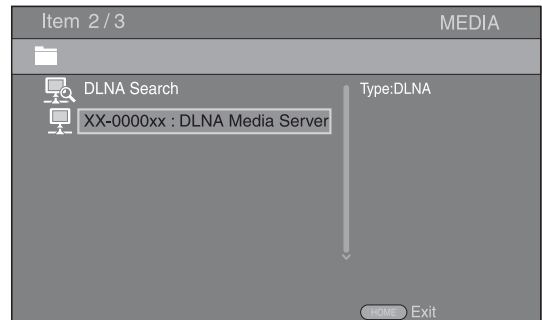 Item 2/3 MEDIA
DLNA Search
Type:DLNA
XX-0000xx : DLNA Media Server
HOME Exit